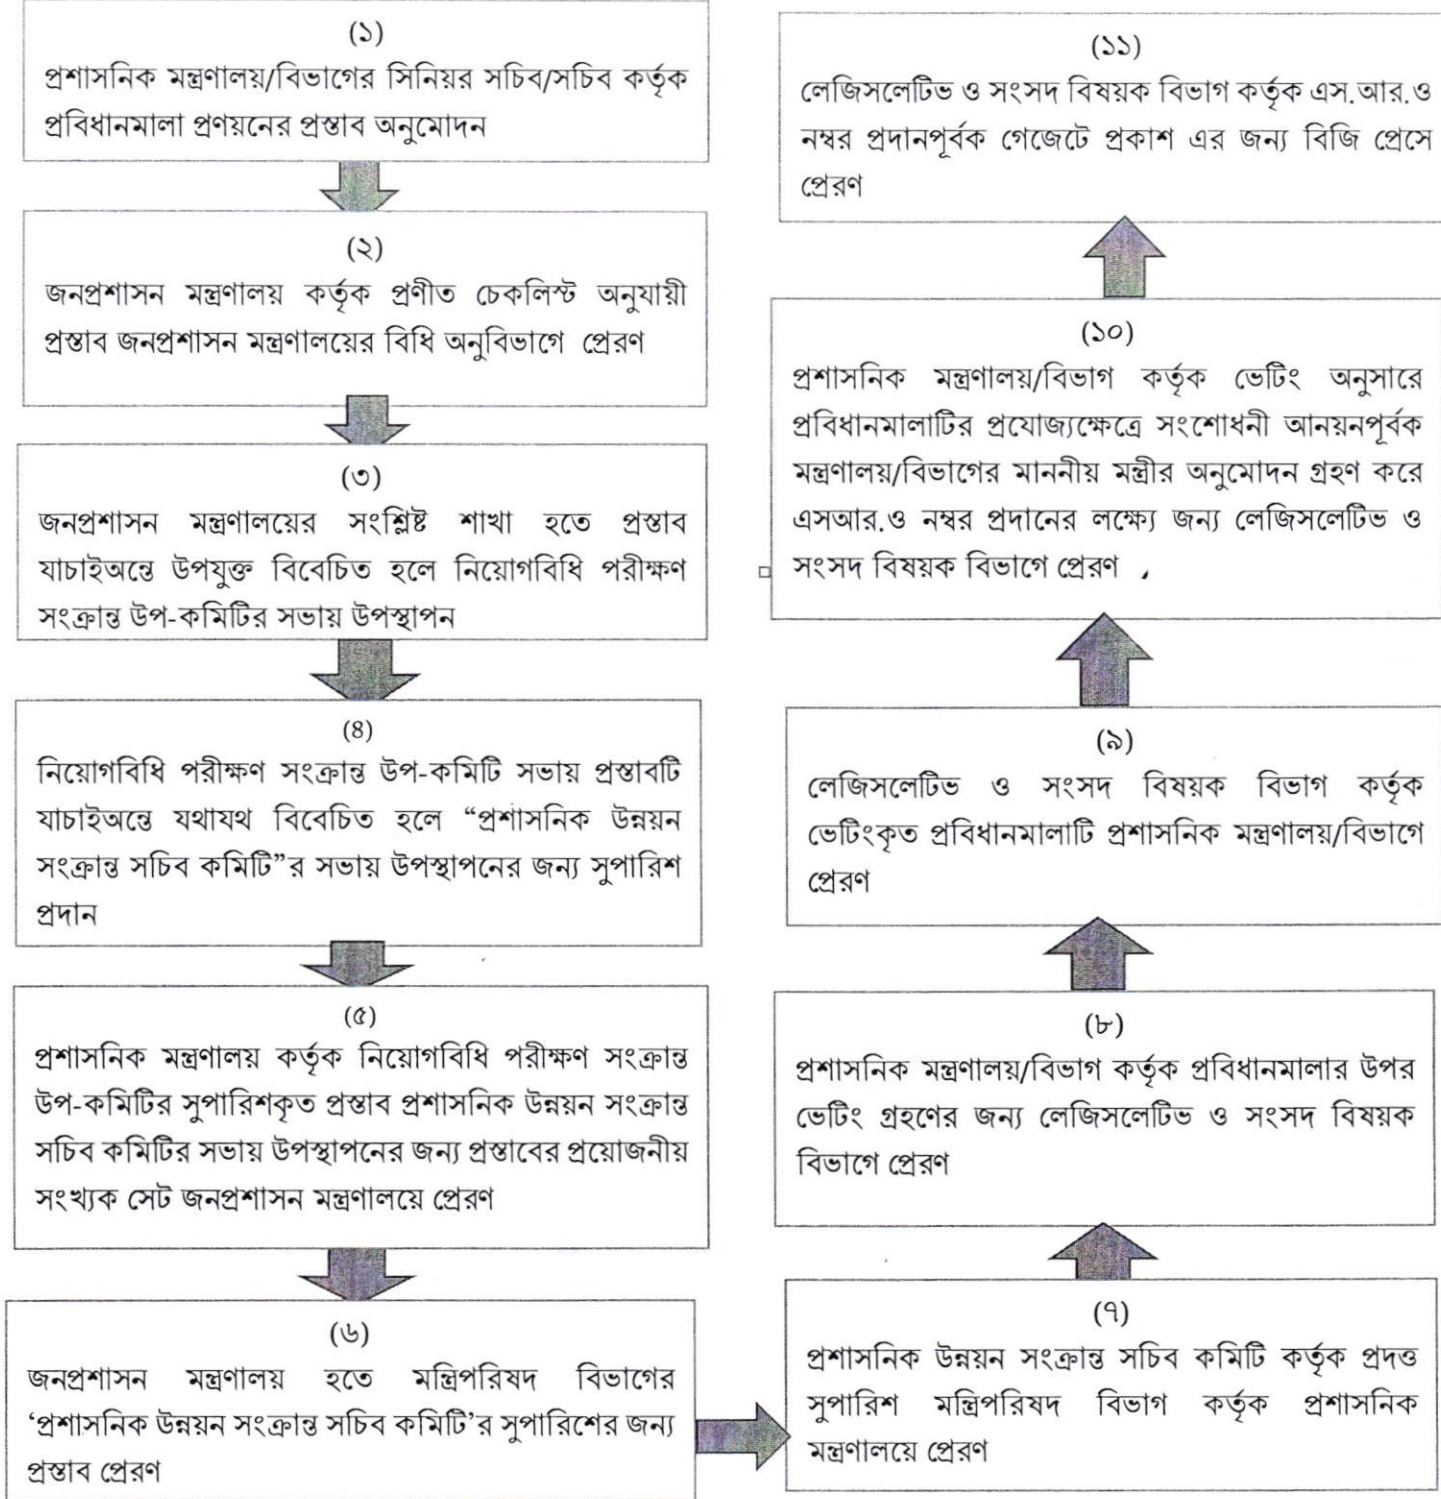 (১)
প্রশাসনিক মন্ত্রণালয়/বিভাগের সিনিয়র সচিব/সচিব কর্তৃক
প্রবিধানমালা প্রণয়নের প্রস্তাব অনুমোদন
(২)
জনপ্রশাসন মন্ত্রণালয় কর্তৃক প্রণীত চেকলিস্ট অনুযায়ী
প্রস্তাব জনপ্রশাসন মন্ত্রণালয়ের বিধি অনুবিভাগে প্রেরণ
(৩)
জনপ্রশাসন মন্ত্রণালয়ের সংশ্লিষ্ট শাখা হতে প্রস্তাব
যাচাইঅন্তে উপযুক্ত বিবেচিত হলে নিয়োগবিধি পরীক্ষণ
সংক্রান্ত উপ-কমিটির সভায় উপস্থাপন
(৪)
নিয়োগবিধি পরীক্ষণ সংক্রান্ত উপ-কমিটি সভায় প্রস্তাবটি
যাচাইঅন্তে যথাযথ বিবেচিত হলে “প্রশাসনিক উন্নয়ন
সংক্রান্ত সচিব কমিটি”র সভায় উপস্থাপনের জন্য সুপারিশ
প্রদান
(৫)
প্রশাসনিক মন্ত্রণালয় কর্তৃক নিয়োগবিধি পরীক্ষণ সংক্রান্ত
উপ-কমিটির সুপারিশকৃত প্রস্তাব প্রশাসনিক উন্নয়ন সংক্রান্ত
সচিব কমিটির সভায় উপস্থাপনের জন্য প্রস্তাবের প্রয়োজনীয়
সংখ্যক সেট জনপ্রশাসন মন্ত্রণালয়ে প্রেরণ
(৬)
জনপ্রশাসন মন্ত্রণালয় হতে মন্ত্রিপরিষদ বিভাগের
‘প্রশাসনিক উন্নয়ন সংক্রান্ত সচিব কমিটি’র সুপারিশের জন্য
প্রস্তাব প্রেরণ
(৭)
প্রশাসনিক উন্নয়ন সংক্রান্ত সচিব কমিটি কর্তৃক প্রদত্ত
সুপারিশ মন্ত্রিপরিষদ বিভাগ কর্তৃক প্রশাসনিক
মন্ত্রণালয়ে প্রেরণ
(৮)
প্রশাসনিক মন্ত্রণালয়/বিভাগ কর্তৃক প্রবিধানমালার উপর
ভেটিং গ্রহণের জন্য লেজিসলেটিভ ও সংসদ বিষয়ক
বিভাগে প্রেরণ
(৯)
লেজিসলেটিভ ও সংসদ বিষয়ক বিভাগ কর্তৃক
ভেটিংকৃত প্রবিধানমালাটি প্রশাসনিক মন্ত্রণালয়/বিভাগে
প্রেরণ
(১০)
প্রশাসনিক মন্ত্রণালয়/বিভাগ কর্তৃক ভেটিং অনুসারে
প্রবিধানমালাটির প্রযোজ্যক্ষেত্রে সংশোধনী আনয়নপূর্বক
মন্ত্রণালয়/বিভাগের মাননীয় মন্ত্রীর অনুমোদন গ্রহণ করে
এসআর.ও নম্বর প্রদানের লক্ষ্যে জন্য লেজিসলেটিভ ও
সংসদ বিষয়ক বিভাগে প্রেরণ
(১১)
লেজিসলেটিভ ও সংসদ বিষয়ক বিভাগ কর্তৃক এস.আর.ও
নম্বর প্রদানপূর্বক গেজেটে প্রকাশ এর জন্য বিজি প্রেসে
প্রেরণ